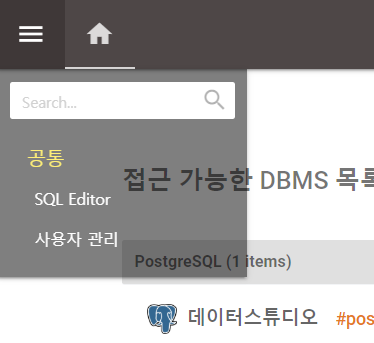 Search...
공통
SQL Editor
사용자 관리
접근 가능한 DBMS 목록
PostgreSQL (1 items)
데이터스튜디오 #pos